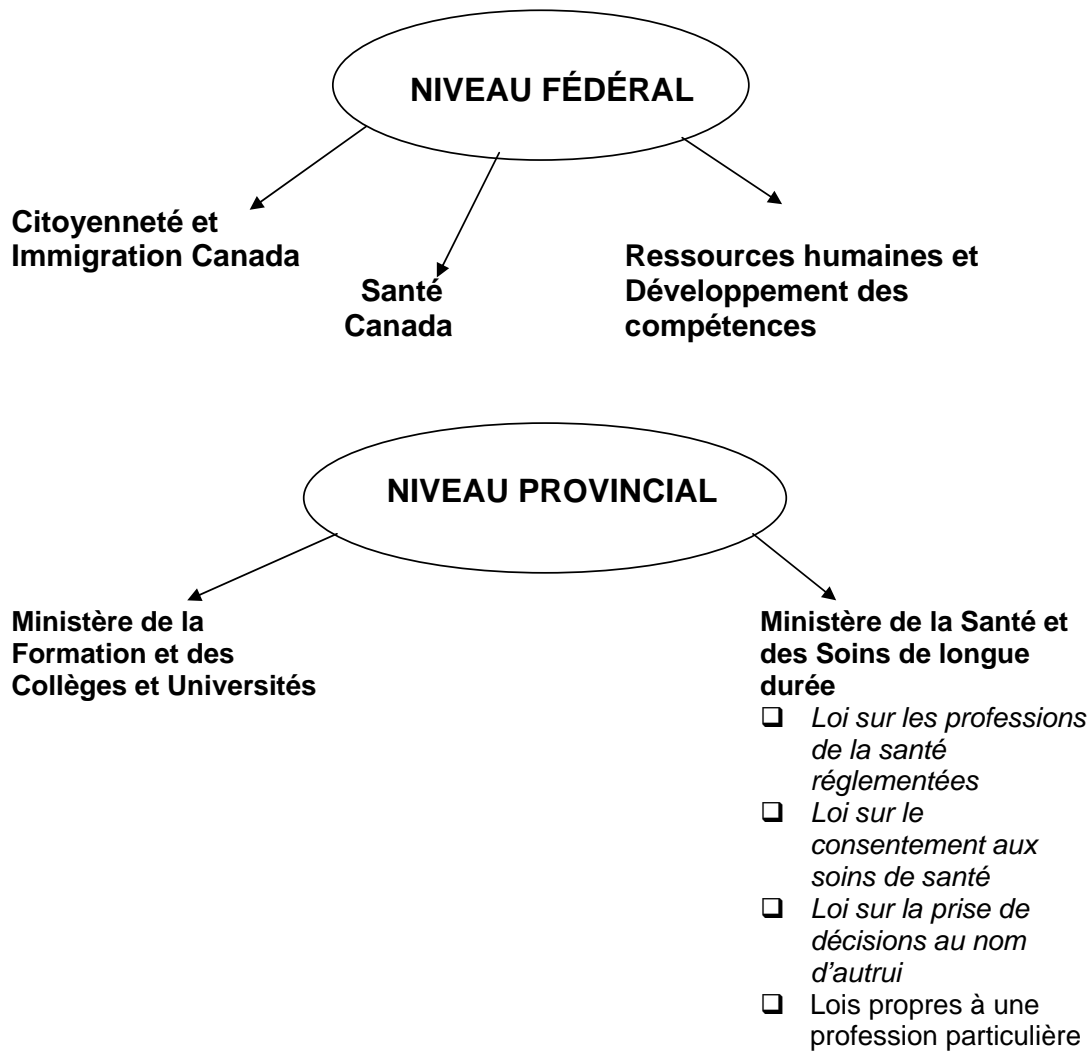 NIVEAU FÉDÉRAL
Citoyenneté et
Immigration Canada
Santé
Canada
Ressources humaines et
Développement des
compétences
NIVEAU PROVINCIAL
Ministère de la
Formation et des
Collèges et Universités
Ministère de la Santé et
des Soins de longue
durée
❑ Loi sur les professions
de la santé
réglementées
❑ Loi sur le
consentement aux
soins de santé
❑ Loi sur la prise de
décisions au nom
d’autrui
❑ Lois propres à une
profession particulière